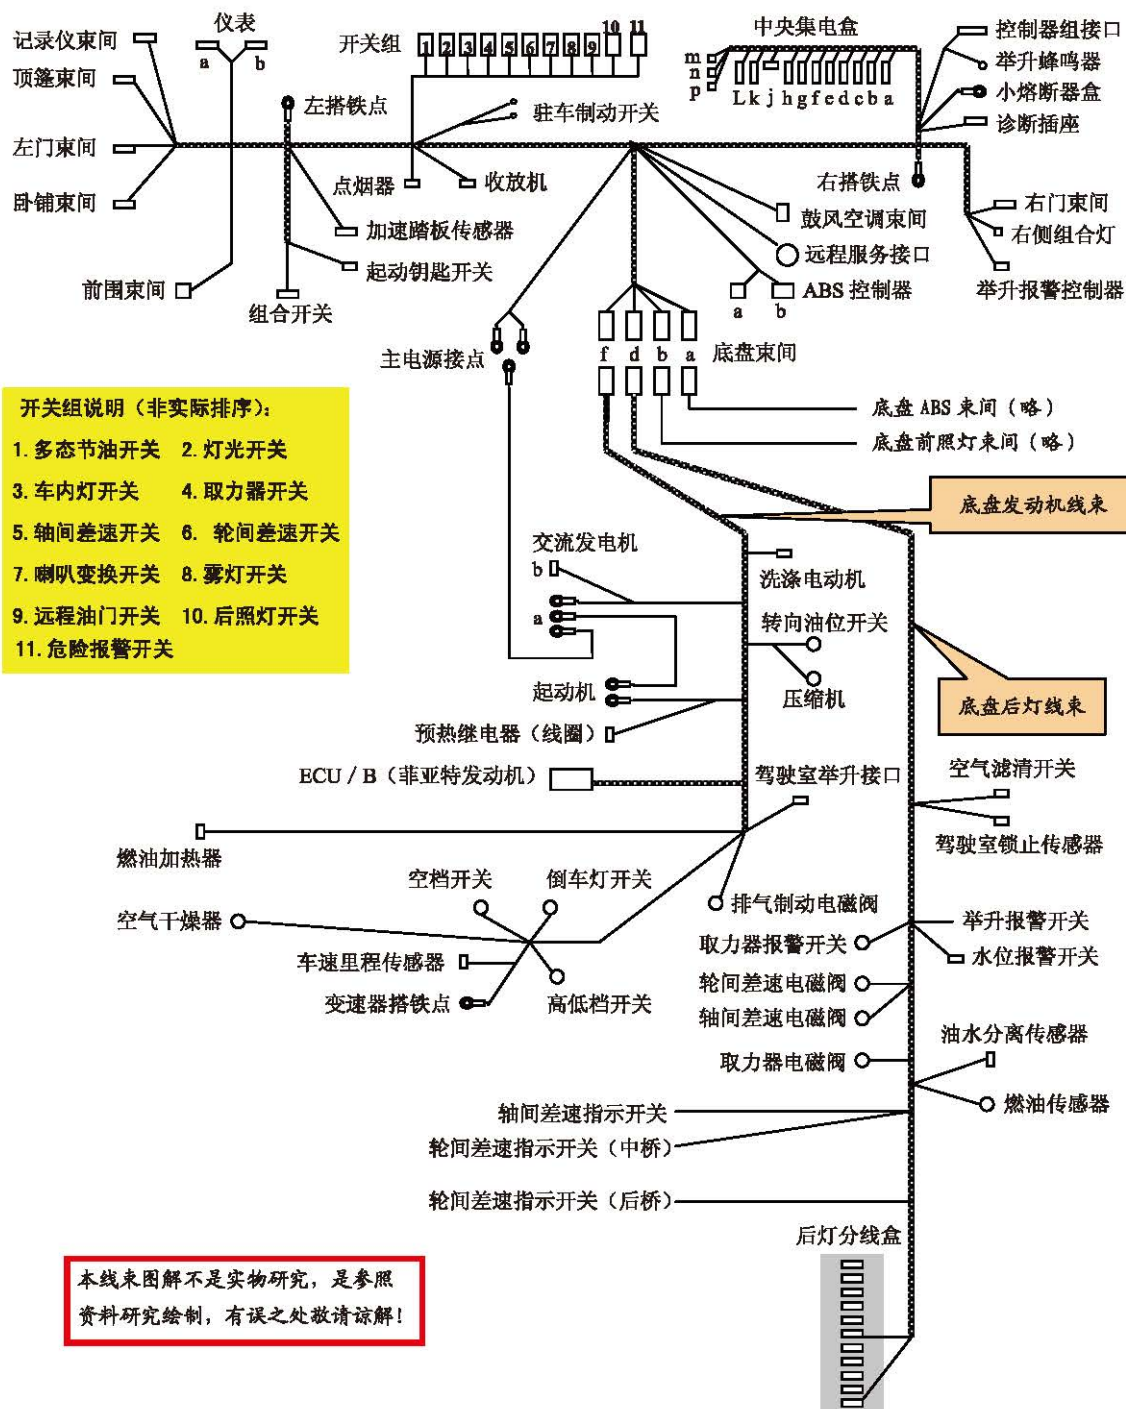 仪表
a b
记录仪束间
顶篷束间
左门束间
卧铺束间
前围束间
左搭铁点
开关组
1 2 3 4 5 6 7 8 9 10 11
驻车制动开关
点烟器
收放机
加速踏板传感器
起动钥匙开关
组合开关
中央集电盒
m
n
p
L k j h g f e d c b a
控制器组接口
举升蜂鸣器
小熔断器盒
诊断插座
右搭铁点
右门束间
右侧组合灯
举升报警控制器
鼓风空调束间
远程服务接口
ABS 控制器
a b
主电源接点
f d b a
底盘束间
底盘 ABS 束间（略）
底盘前照灯束间（略）
开关组说明（非实际排序）:
1. 多态节油开关 2. 灯光开关
3. 车内灯开关 4. 取力器开关
5. 轴间差速开关 6. 轮间差速开关
7. 喇叭变换开关 8. 雾灯开关
9. 远程油门开关 10. 后照灯开关
11. 危险报警开关
底盘发动机线束
交流发电机
b
a
洗涤电动机
转向油位开关
压缩机
起动机
预热继电器（线圈）
ECU / B（菲亚特发动机）
驾驶室举升接口
底盘后灯线束
空气滤清开关
驾驶室锁止传感器
燃油加热器
空档开关
倒车灯开关
空气干燥器
排气制动电磁阀
车速里程传感器
变速器搭铁点
高低档开关
取力器报警开关
举升报警开关
水位报警开关
轮间差速电磁阀
轴间差速电磁阀
取力器电磁阀
油水分离传感器
燃油传感器
轴间差速指示开关
轮间差速指示开关（中桥）
轮间差速指示开关（后桥）
后灯分线盒
本线束图解不是实物研究，是参照
资料研究绘制，有误之处敬请谅解！